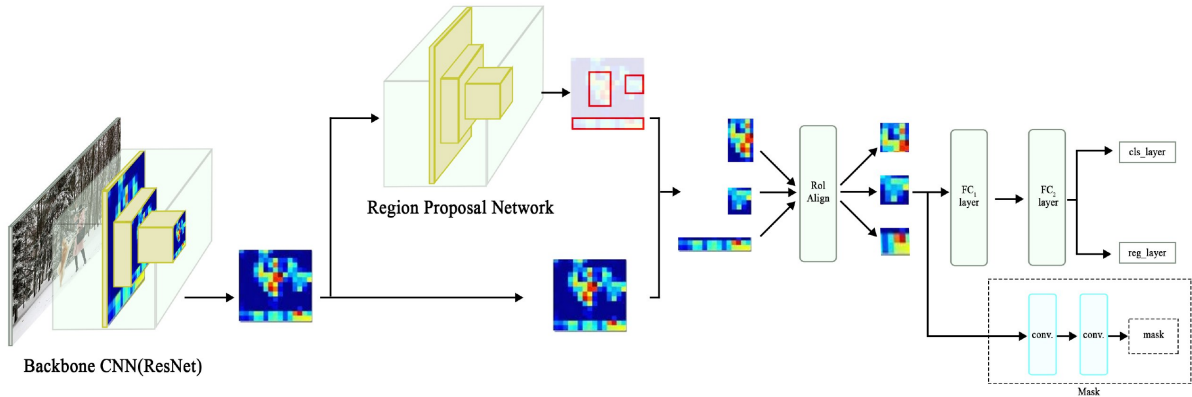 Backbone CNN(ResNet)
Region Proposal Network
RoI
Align
FC1
layer
FC2
layer
cls_layer
reg_layer
conv.
conv.
mask
Mask